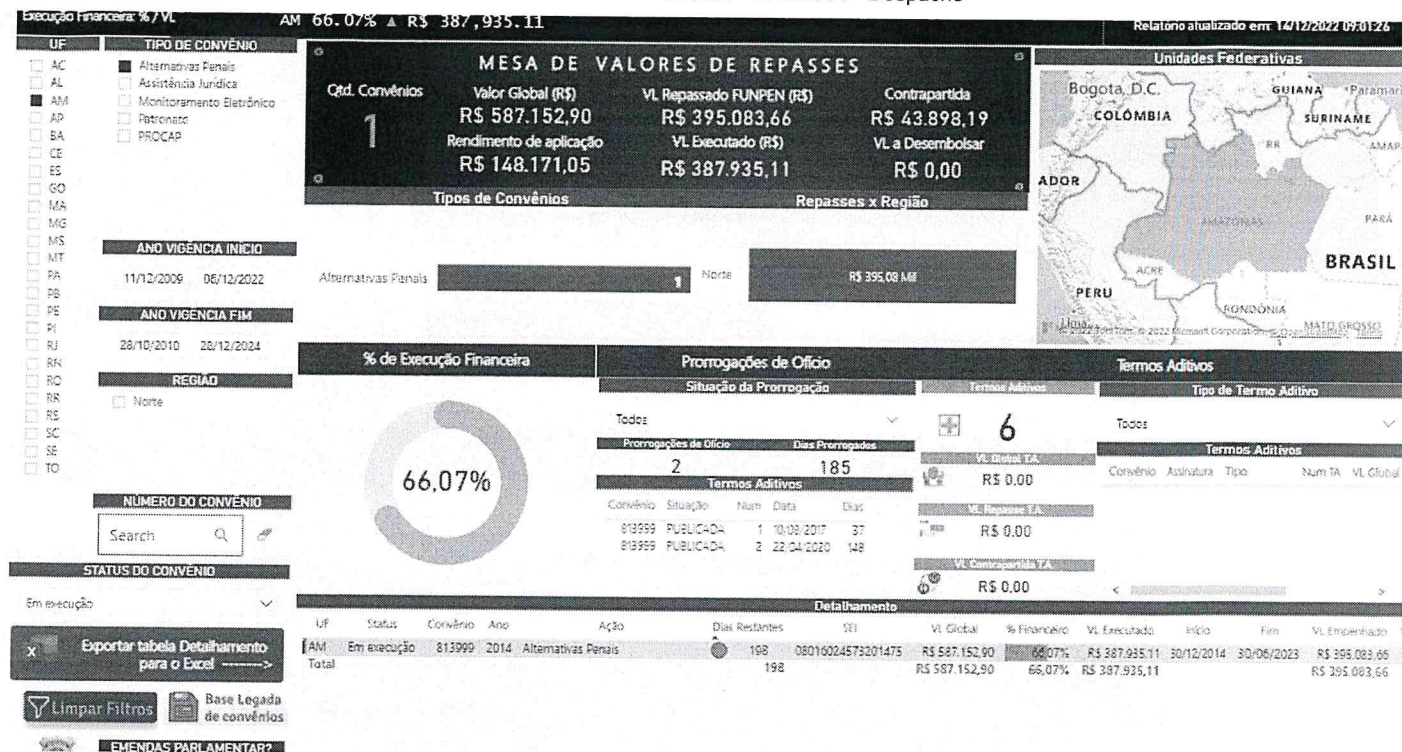 Despacho
Execução Financeira: % / VL
AM 66.07% ▲ R$ 387,935.11
Relatório atualizado em: 14/12/2022 09:01:26
UF
AC
AL
AM
AP
BA
CE
ES
GO
MA
MG
MS
MT
PA
PB
PE
PI
RJ
RN
RO
RR
RS
SC
SE
TO
TIPO DE CONVÊNIO
Alternativas Penais
Assistência Jurídica
Monitoramento Eletrônico
Patronato
PROCAP
ANO VIGÊNCIA INÍCIO
11/12/2009 06/12/2022
ANO VIGENCIA FIM
28/10/2010 28/12/2024
REGIÃO
Norte
NÚMERO DO CONVÊNIO
Search
STATUS DO CONVÊNIO
Em execução
Exportar tabela Detalhamento
para o Excel ------->
Limpar Filtros
Base Legada
de convênios
EMENDAS PARLAMENTAR?
MESA DE VALORES DE REPASSES
Qtd. Convênios
1
Valor Global (R$)
R$ 587.152,90
VL Repassado FUNPEN (R$)
R$ 395.083,66
Contrapartida
R$ 43.898,19
Rendimento de aplicação
R$ 148.171,05
VL Executado (R$)
R$ 387.935,11
VL a Desembolsar
R$ 0,00
Tipos de Convênios
Alternativas Penais 1
Repasses x Região
Norte R$ 395,08 Mil
Unidades Federativas
Bogota, D.C.
COLÔMBIA
GUIANA
SURINAME
RR
ADOR
AMAZONAS
PARÁ
BRASIL
ACRE
PERU
RONDÔNIA
Lima
MATO GROSSO
% de Execução Financeira
66,07%
Prorrogações de Ofício
Situação da Prorrogação
Todos
Prorrogações de Ofício Dias Prorrogados
2 185
Termos Aditivos
Convênio Situação Num Data Dias
813999 PUBLICADA 1 10/08/2017 37
813999 PUBLICADA 2 22/04/2020 148
Termos Aditivos
Termos Aditivos
6
VL Global T.A.
R$ 0,00
VL Repasse T.A.
R$ 0,00
VL Contrapartida T.A.
R$ 0,00
Tipo de Termo Aditivo
Todos
Termos Aditivos
Convênio Assinatura Tipo Num TA VL Global
Detalhamento
UF Status Convênio Ano Ação Dias Restantes SEI VL Global % Financeiro VL Executado Início Fim VL Empenhado
AM Em execução 813999 2014 Alternativas Penais 198 08016024573201475 R$ 587.152,90 66,07% R$ 387.935,11 30/12/2014 30/06/2023 R$ 395.083,66
Total 198 R$ 587.152,90 66,07% R$ 387.935,11 R$ 395.083,66